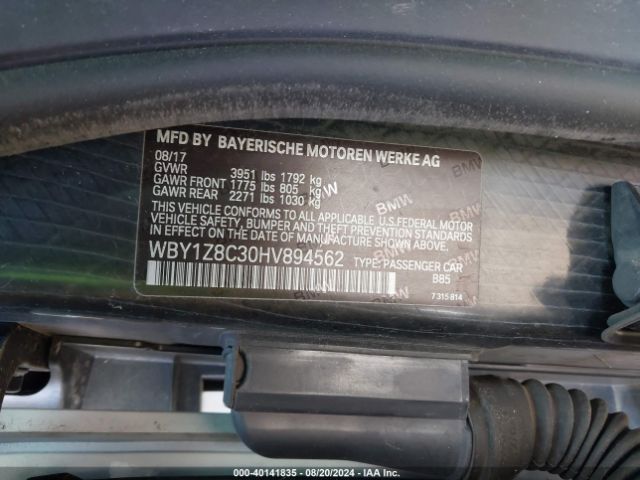 MFD BY BAYERISCHE MOTOREN WERKE AG
08/17
GVWR 3951 lbs 1792 kg
GAWR FRONT 1775 lbs 805 kg
GAWR REAR 2271 lbs 1030 kg
THIS VEHICLE CONFORMS TO ALL APPLICABLE U.S. FEDERAL MOTOR
VEHICLE SAFETY, BUMPER, AND THEFT PREVENTION STANDARDS
IN EFFECT ON THE DATE OF MANUFACTURE SHOWN ABOVE.
WBY1Z8C30HV894562 TYPE: PASSENGER CAR
B85
7 315 814
000-40141835 - 08/20/2024 - IAA Corp.